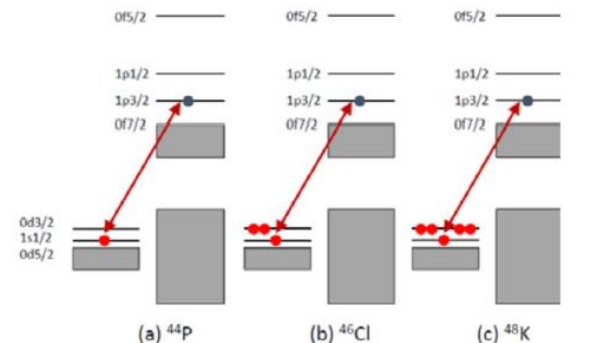 0f5/2 0f5/2 0f5/2
1p1/2 1p1/2 1p1/2
1p3/2 1p3/2 1p3/2
0f7/2 0f7/2 0f7/2
0d3/2
1s1/2
0d5/2
(a) ⁴⁴P (b) ⁴⁶Cl (c) ⁴⁸K